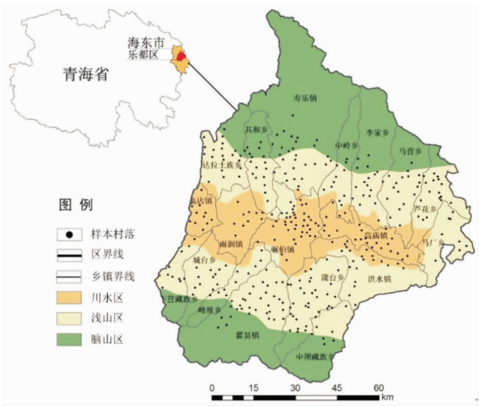 海东市
乐都区
青海省
寿乐镇
共和乡
李家乡
中岭乡
马营乡
达拉土族乡
芦花乡
高店镇
高庙镇
雨润镇
碾伯镇
马厂乡
城台乡
蒲台乡
洪水镇
峰堆乡
瞿昙镇
中坝藏族乡
图 例
样本村落
区界线
乡镇界线
川水区
浅山区
脑山区
0 15 30 45 60
km